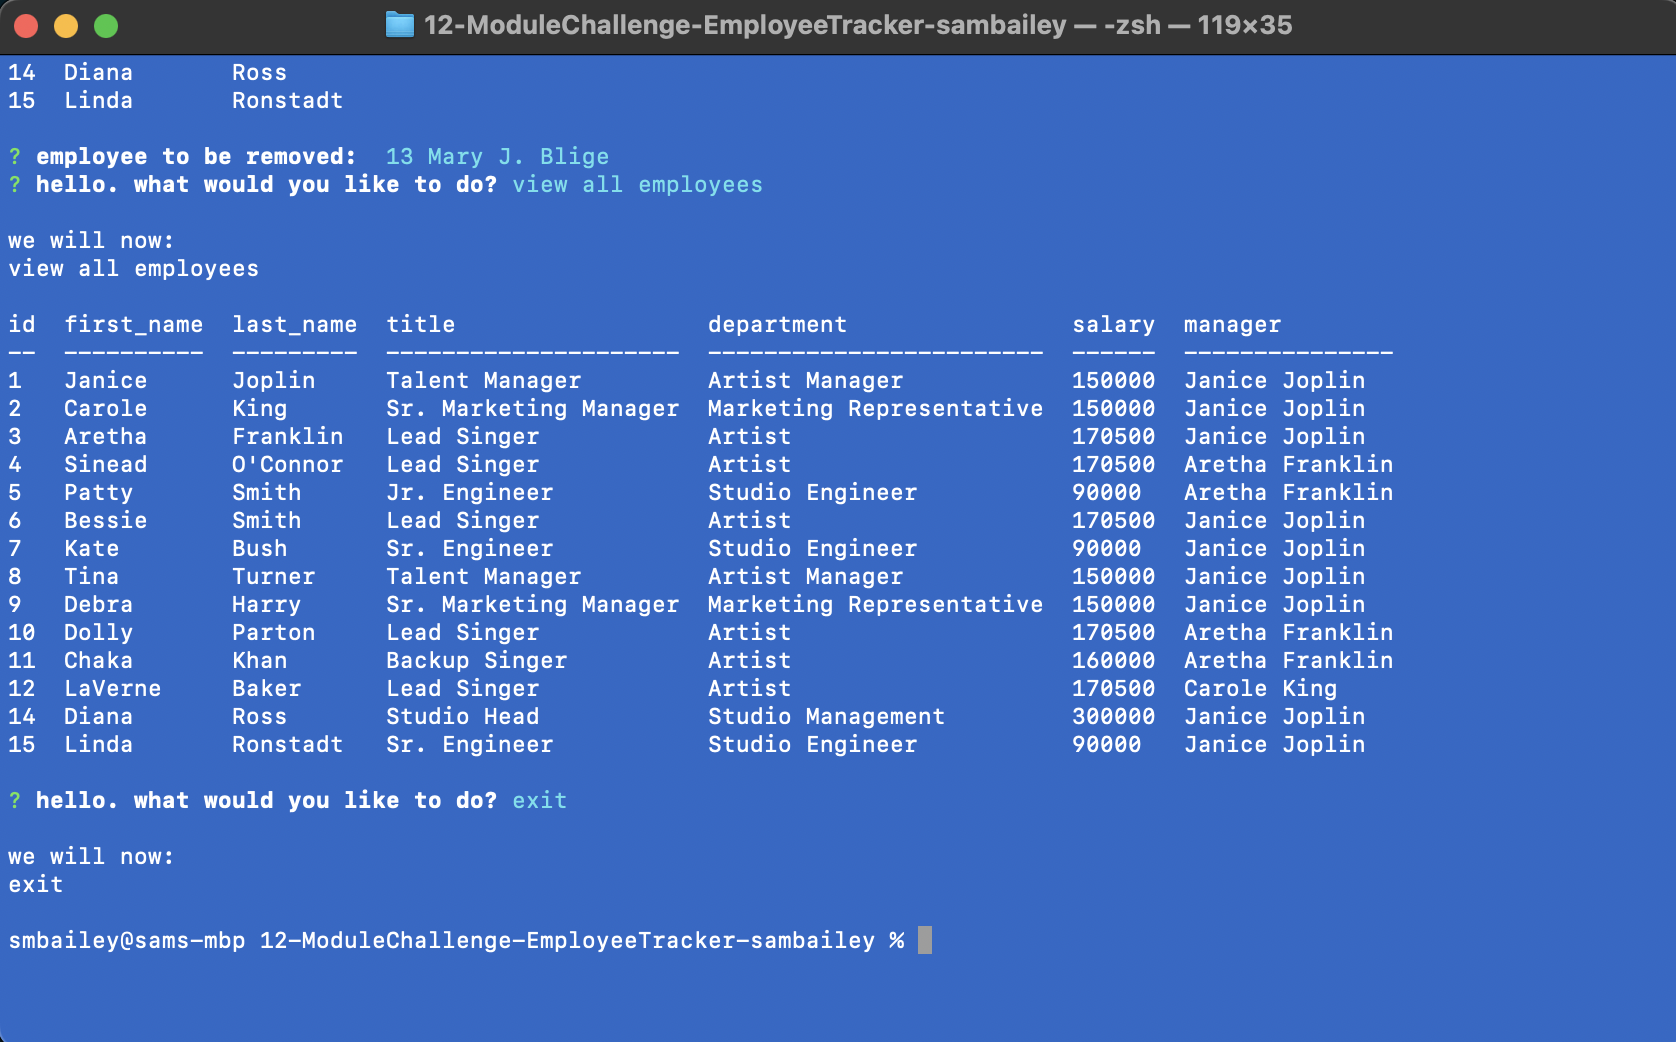 12-ModuleChallenge-EmployeeTracker-sambailey — -zsh — 119×35
14  Diana       Ross
15  Linda       Ronstadt
? employee to be removed:  13 Mary J. Blige
? hello. what would you like to do? view all employees
we will now:
view all employees
id  first_name  last_name  title                  department                salary  manager
--  ----------  ---------  ---------------------  ------------------------  ------  ---------------
1   Janice      Joplin     Talent Manager         Artist Manager            150000  Janice Joplin
2   Carole      King       Sr. Marketing Manager  Marketing Representative  150000  Janice Joplin
3   Aretha      Franklin   Lead Singer            Artist                    170500  Janice Joplin
4   Sinead      O'Connor   Lead Singer            Artist                    170500  Aretha Franklin
5   Patty       Smith      Jr. Engineer           Studio Engineer           90000   Aretha Franklin
6   Bessie      Smith      Lead Singer            Artist                    170500  Janice Joplin
7   Kate        Bush       Sr. Engineer           Studio Engineer           90000   Janice Joplin
8   Tina        Turner     Talent Manager         Artist Manager            150000  Janice Joplin
9   Debra       Harry      Sr. Marketing Manager  Marketing Representative  150000  Janice Joplin
10  Dolly       Parton     Lead Singer            Artist                    170500  Aretha Franklin
11  Chaka       Khan       Backup Singer          Artist                    160000  Aretha Franklin
12  LaVerne     Baker      Lead Singer            Artist                    170500  Carole King
14  Diana       Ross       Studio Head            Studio Management         300000  Janice Joplin
15  Linda       Ronstadt   Sr. Engineer           Studio Engineer           90000   Janice Joplin
? hello. what would you like to do? exit
we will now:
exit
smbailey@sams-mbp 12-ModuleChallenge-EmployeeTracker-sambailey %